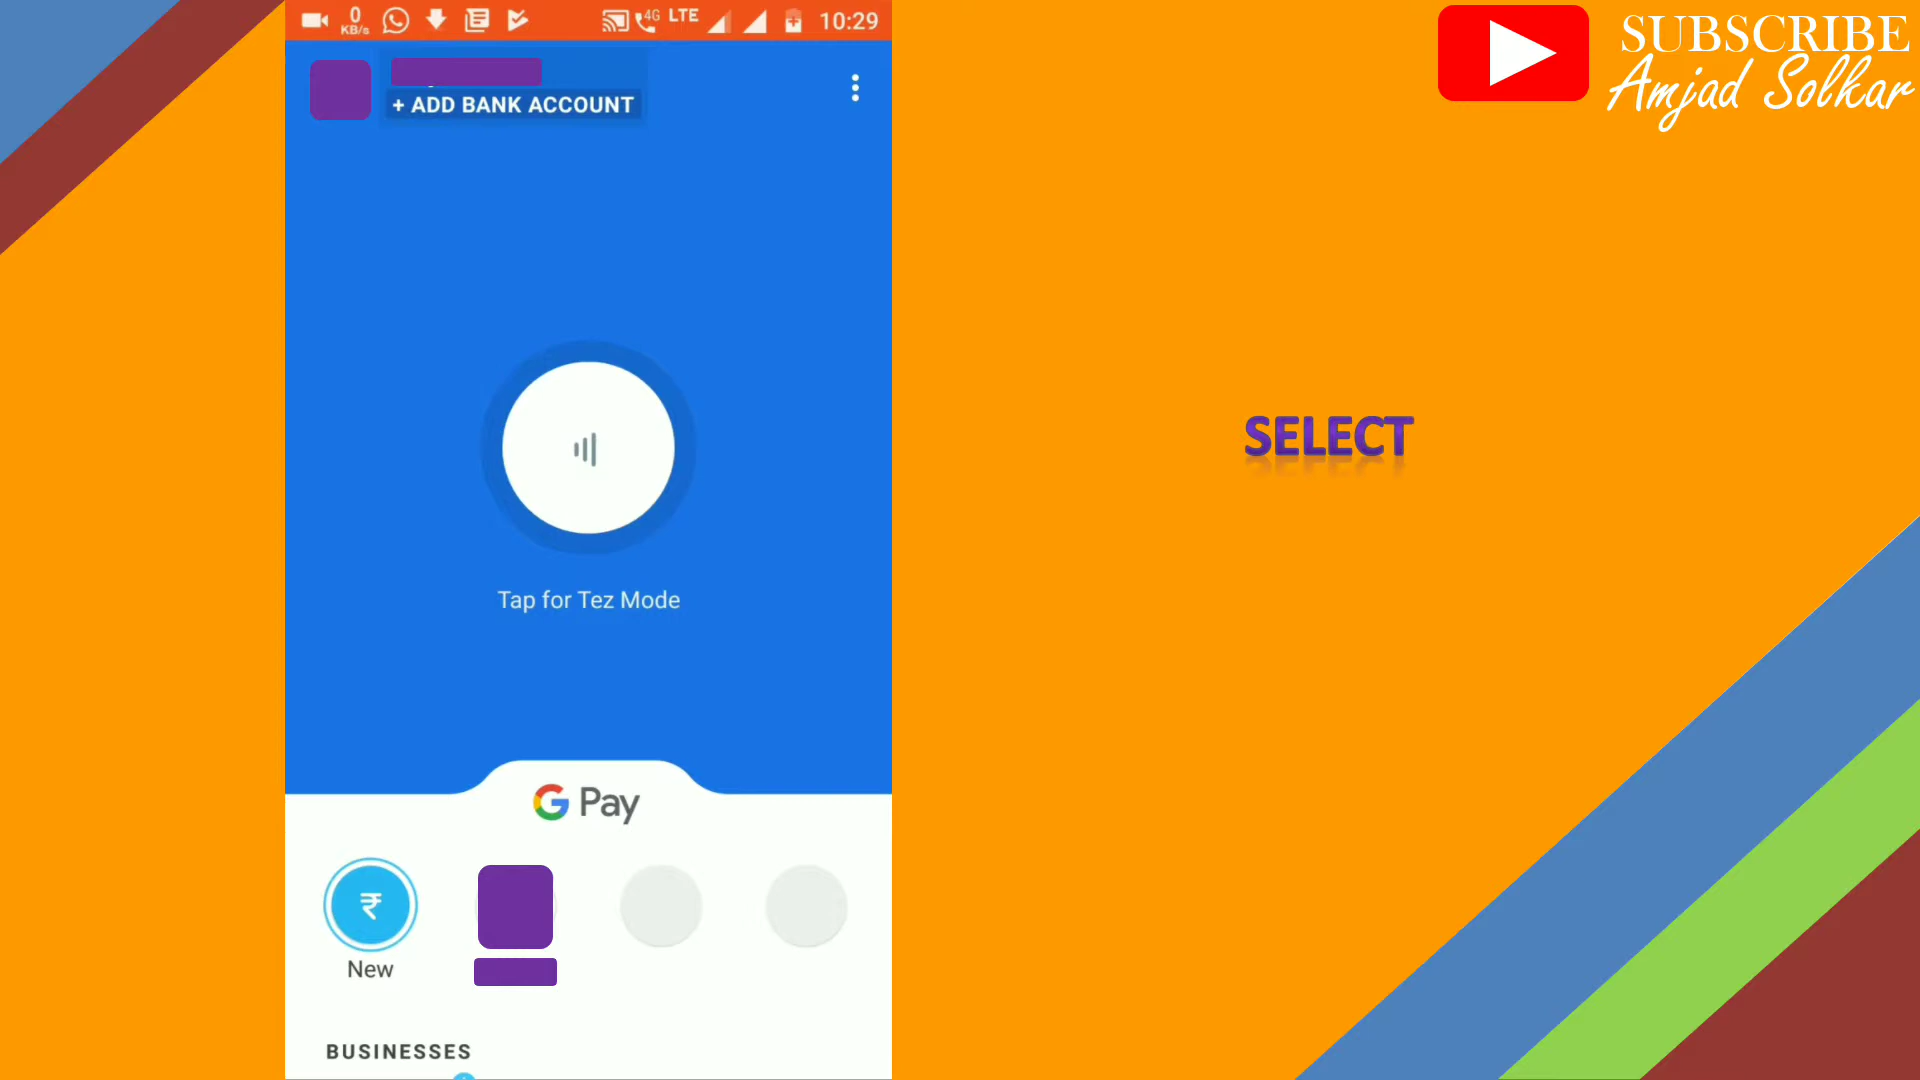 0
KB/s
4G
LTE
10:29
+ ADD BANK ACCOUNT
Tap for Tez Mode
G Pay
₹
New
BUSINESSES
SUBSCRIBE
Amjad Solkar
SELECT